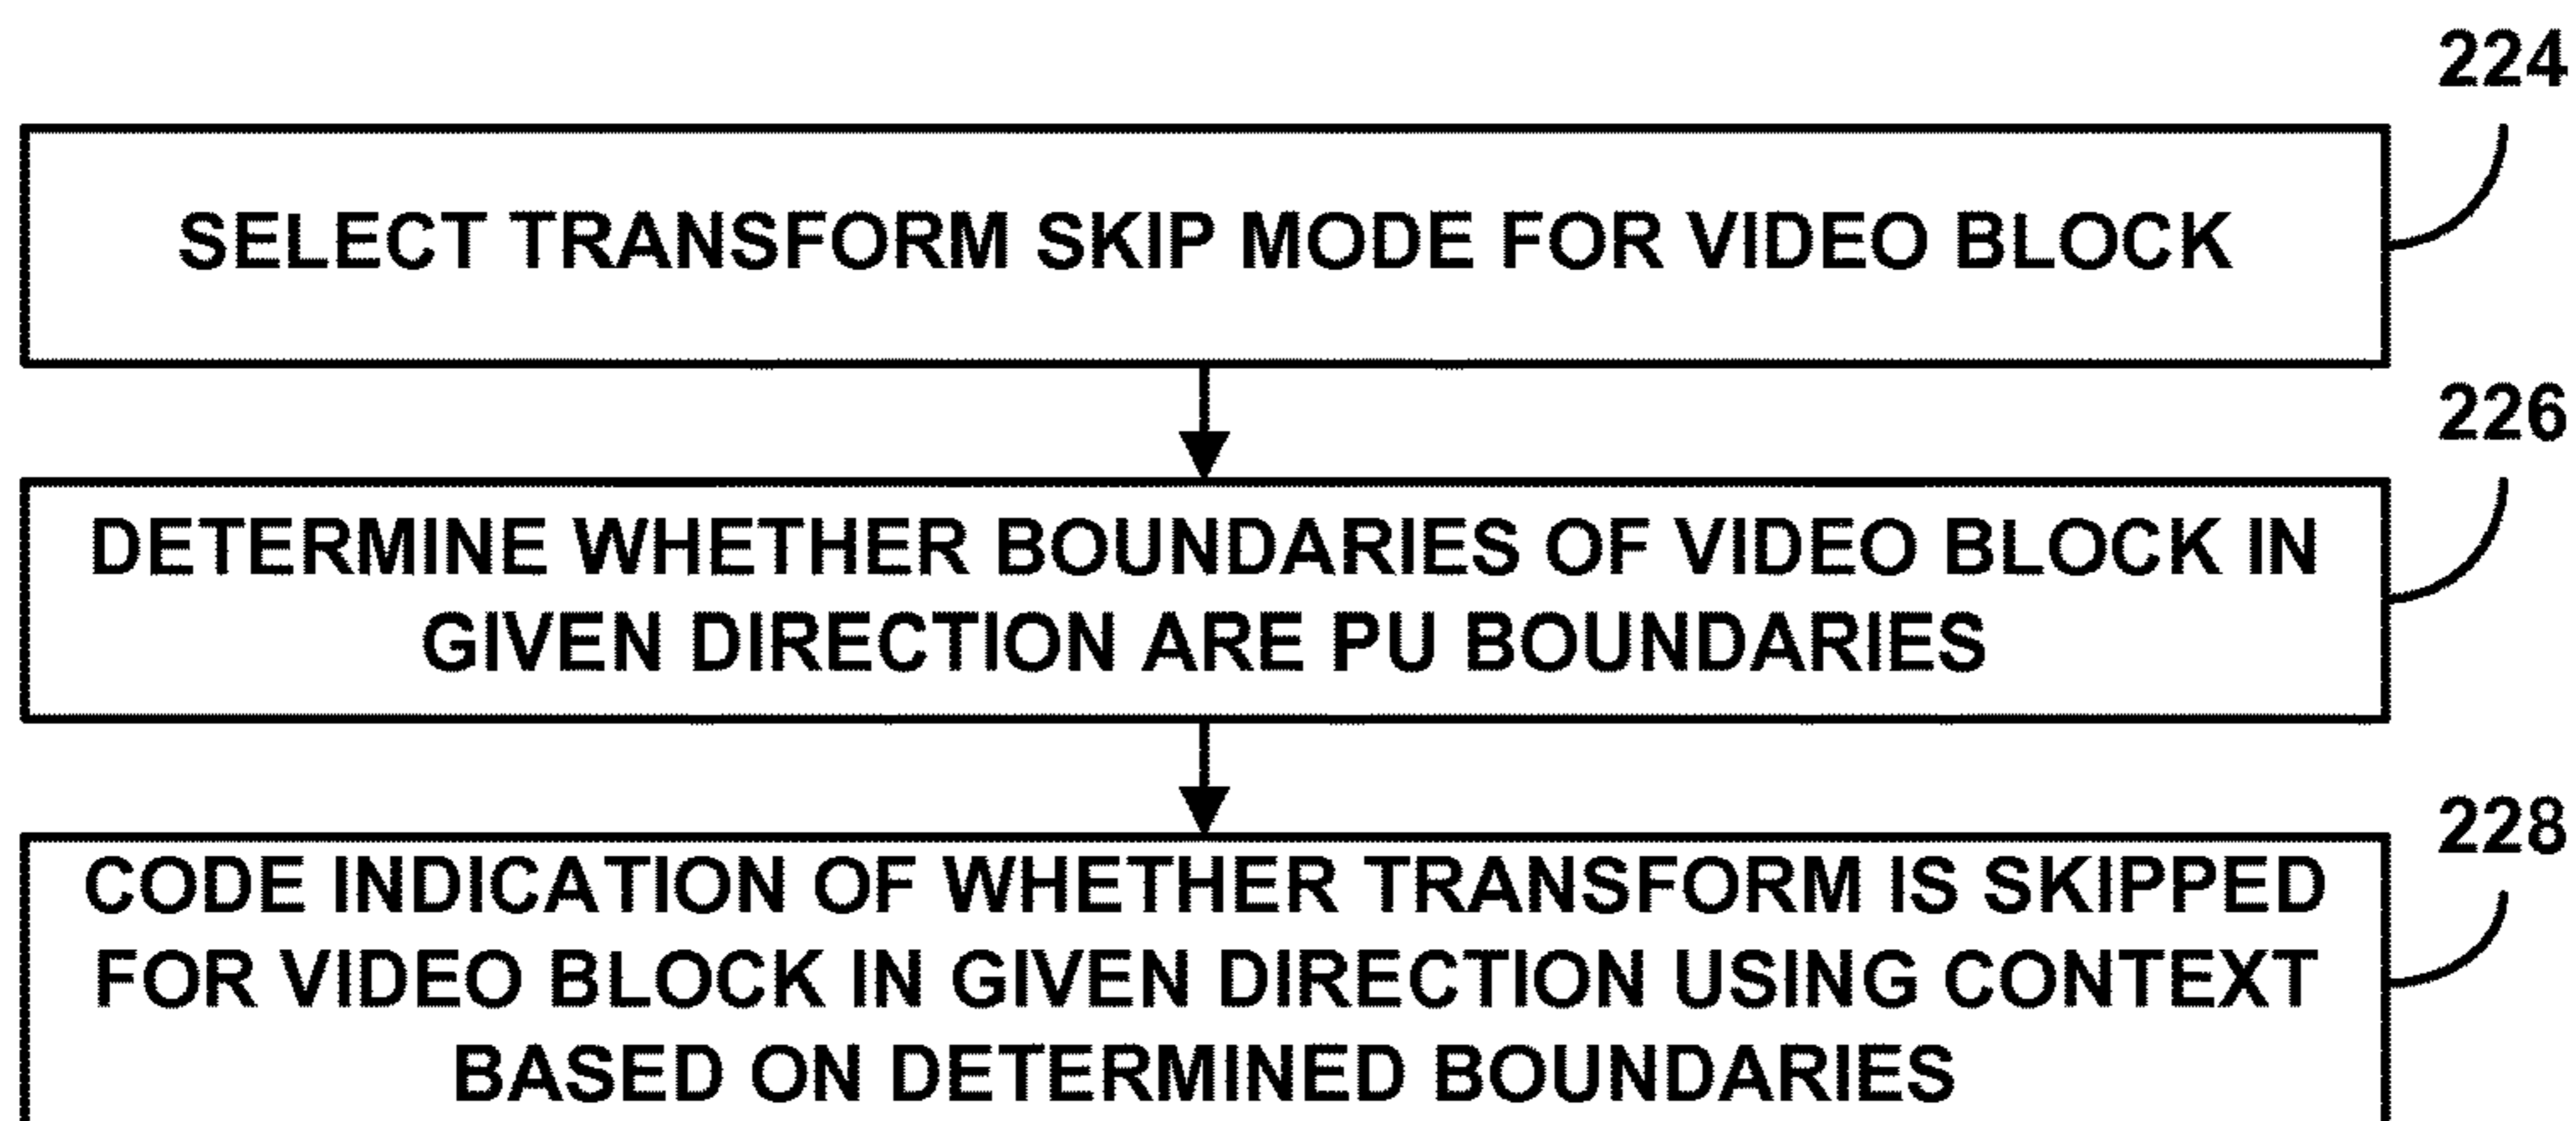 224
SELECT TRANSFORM SKIP MODE FOR VIDEO BLOCK
226
DETERMINE WHETHER BOUNDARIES OF VIDEO BLOCK IN
GIVEN DIRECTION ARE PU BOUNDARIES
228
CODE INDICATION OF WHETHER TRANSFORM IS SKIPPED
FOR VIDEO BLOCK IN GIVEN DIRECTION USING CONTEXT
BASED ON DETERMINED BOUNDARIES